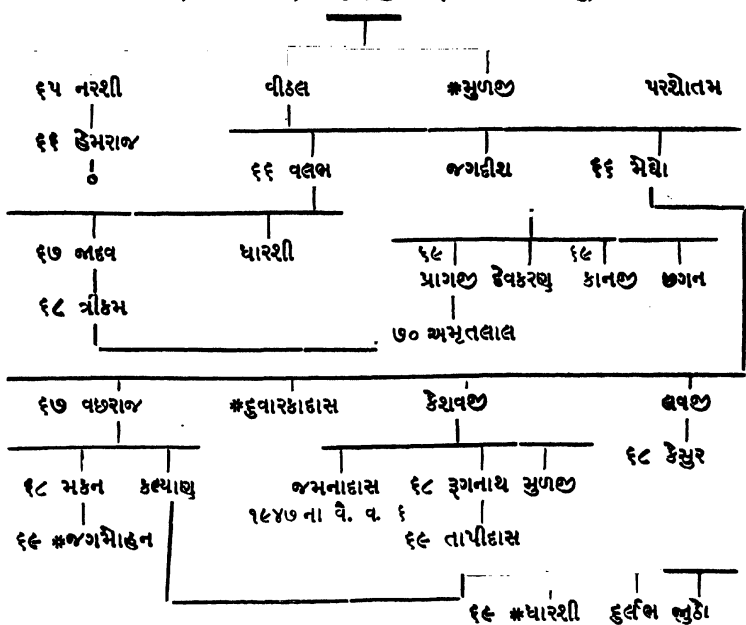 ૬૫ નરશી વીઠલ #મુળજી પરશોતમ
૬૬ હેમરાજ
૬૬ વલભ જગદીશ ૬૬ મેઘો
૬૭ જાદવ ધારશી
૬૯ ૬૯
પ્રાગજી દેવકરણ કાનજી છગન
૬૮ ત્રીકમ
૭૦ અમૃતલાલ
૬૭ વછરાજ #દુવારકાદાસ કેશવજી લવજી
૬૮ કેસુર
૬૮ મકન કલ્યાણ જમનાદાસ ૬૮ રૂગનાથ મુળજી
૧૯૪૭ ના વૈ. વ. ૬
૬૯ #જગમોહન ૬૯ તાપીદાસ
૬૯ #ધારશી દુર્લભ જુઠો